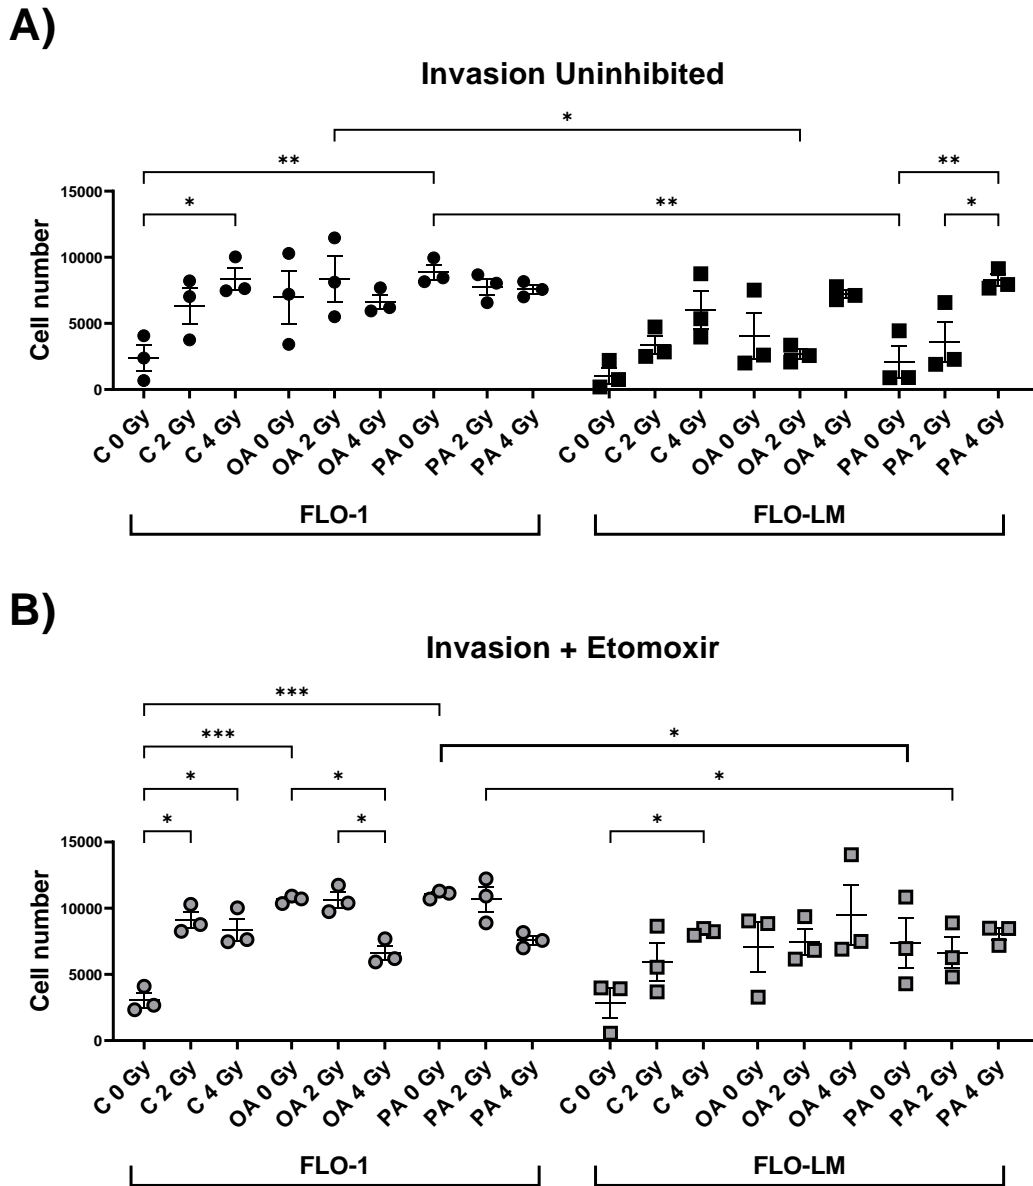 A)
Invasion Uninhibited
*
** **
* ** *
Cell number
15000
10000
5000
0
C 0 Gy C 2 Gy C 4 Gy OA 0 Gy OA 2 Gy OA 4 Gy PA 0 Gy PA 2 Gy PA 4 Gy C 0 Gy C 2 Gy C 4 Gy OA 0 Gy OA 2 Gy OA 4 Gy PA 0 Gy PA 2 Gy PA 4 Gy
FLO-1 FLO-LM
B)
Invasion + Etomoxir
***
*** *
* * *
* * *
Cell number
15000
10000
5000
0
C 0 Gy C 2 Gy C 4 Gy OA 0 Gy OA 2 Gy OA 4 Gy PA 0 Gy PA 2 Gy PA 4 Gy C 0 Gy C 2 Gy C 4 Gy OA 0 Gy OA 2 Gy OA 4 Gy PA 0 Gy PA 2 Gy PA 4 Gy
FLO-1 FLO-LM